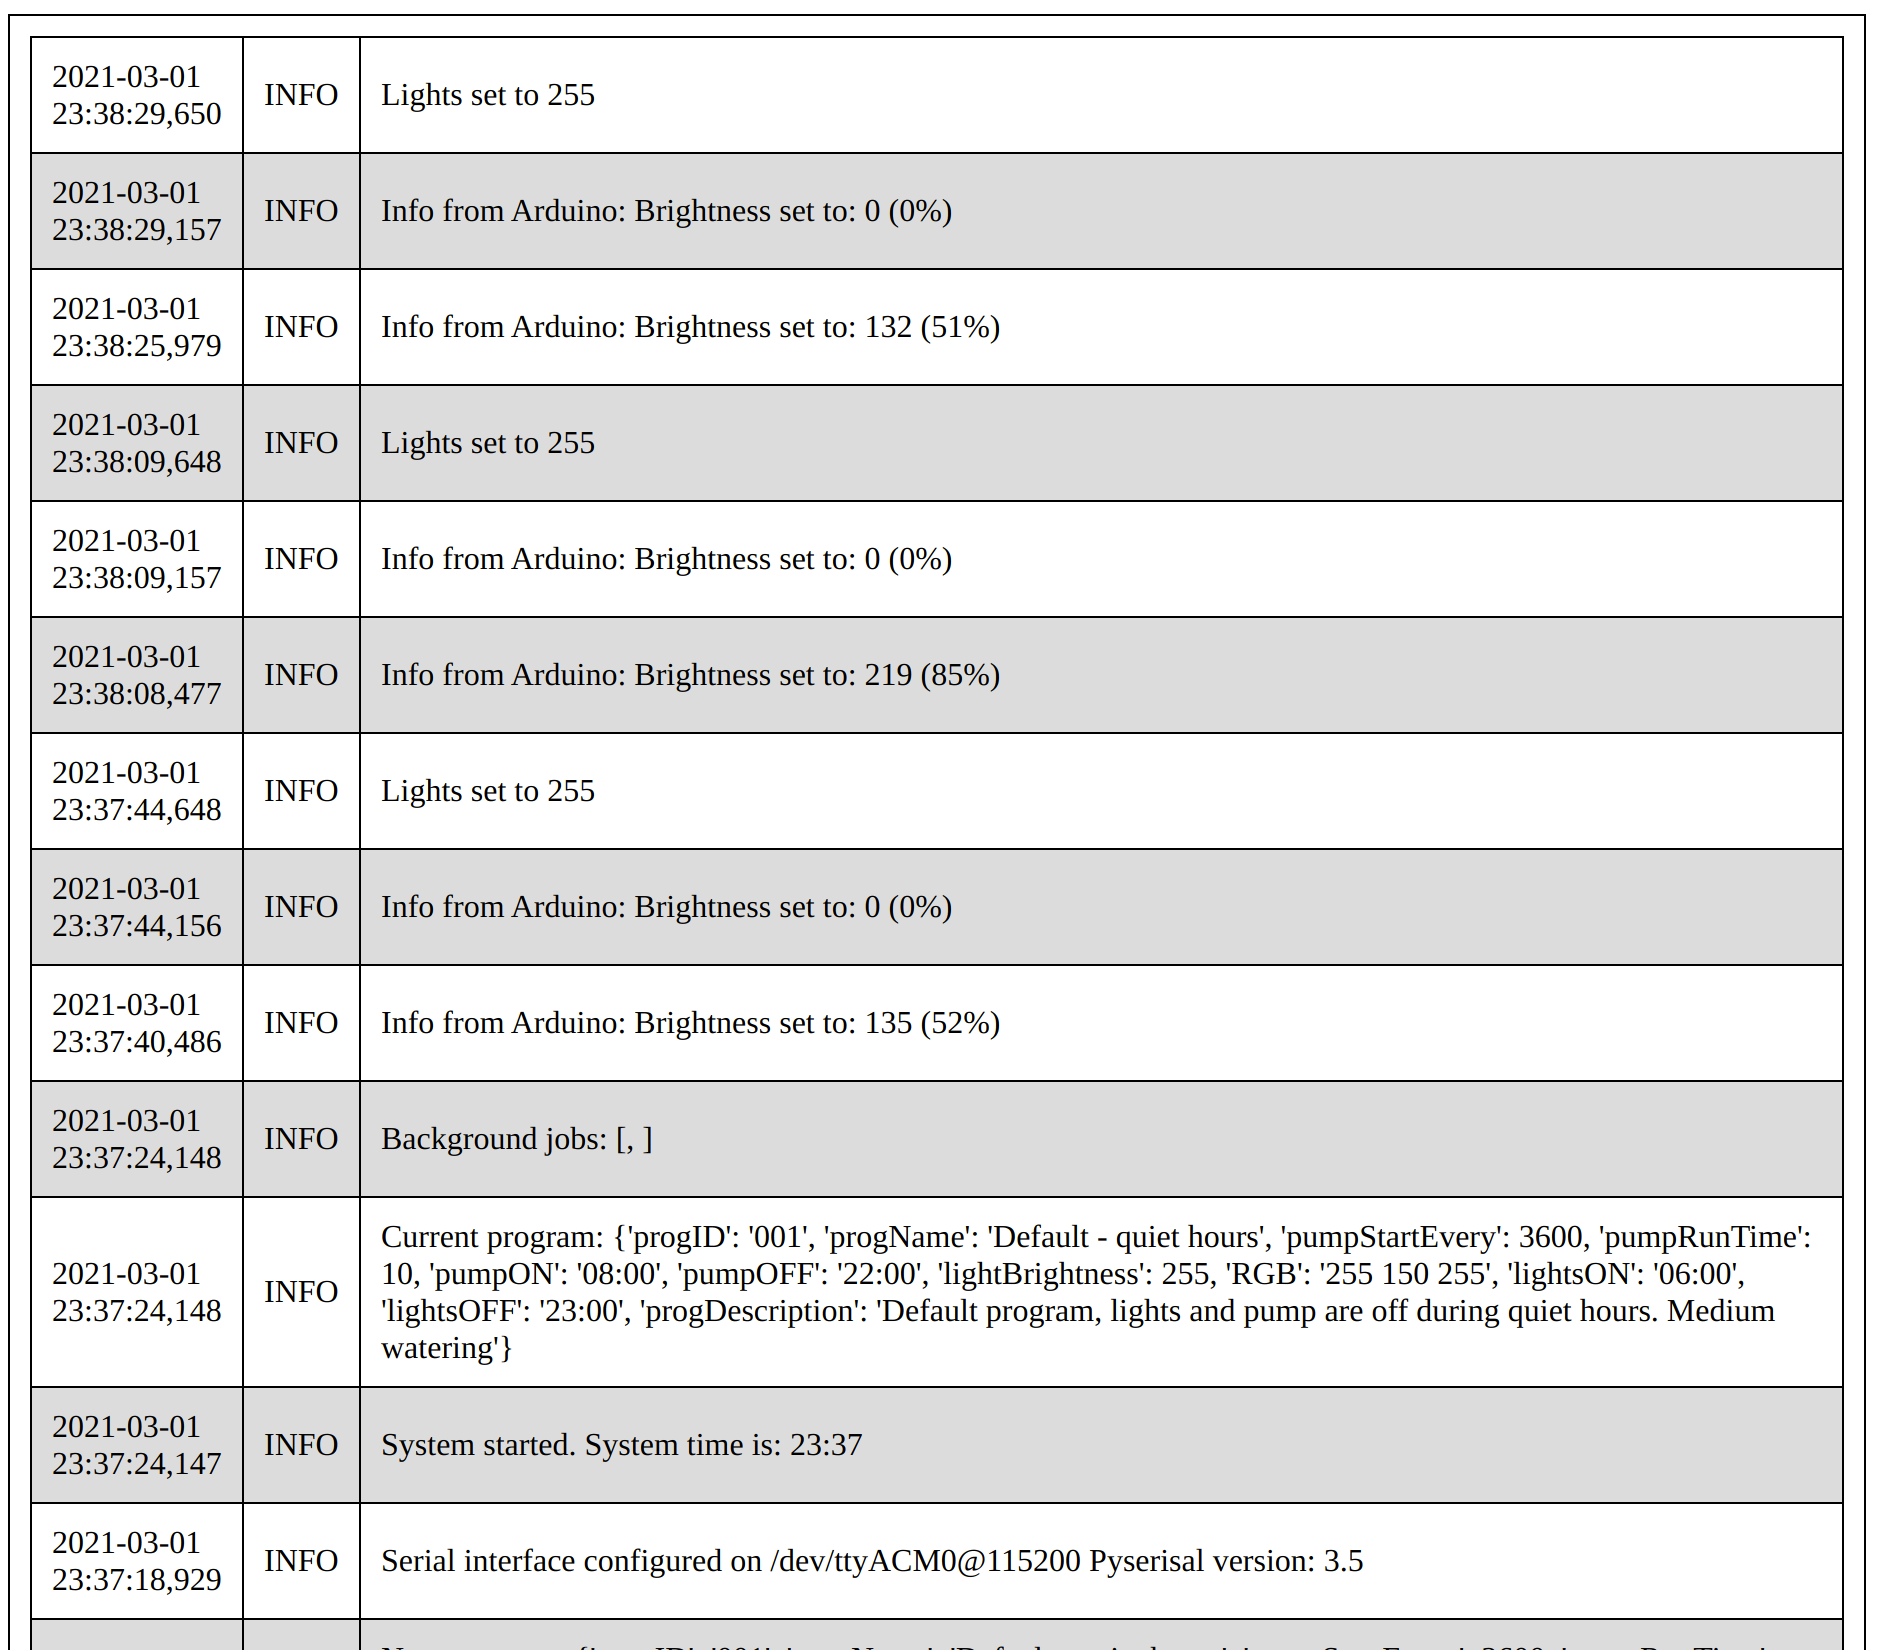 2021-03-01
23:38:29,650
INFO
Lights set to 255
2021-03-01
23:38:29,157
INFO
Info from Arduino: Brightness set to: 0 (0%)
2021-03-01
23:38:25,979
INFO
Info from Arduino: Brightness set to: 132 (51%)
2021-03-01
23:38:09,648
INFO
Lights set to 255
2021-03-01
23:38:09,157
INFO
Info from Arduino: Brightness set to: 0 (0%)
2021-03-01
23:38:08,477
INFO
Info from Arduino: Brightness set to: 219 (85%)
2021-03-01
23:37:44,648
INFO
Lights set to 255
2021-03-01
23:37:44,156
INFO
Info from Arduino: Brightness set to: 0 (0%)
2021-03-01
23:37:40,486
INFO
Info from Arduino: Brightness set to: 135 (52%)
2021-03-01
23:37:24,148
INFO
Background jobs: [, ]
2021-03-01
23:37:24,148
INFO
Current program: {'progID': '001', 'progName': 'Default - quiet hours', 'pumpStartEvery': 3600, 'pumpRunTime':
10, 'pumpON': '08:00', 'pumpOFF': '22:00', 'lightBrightness': 255, 'RGB': '255 150 255', 'lightsON': '06:00',
'lightsOFF': '23:00', 'progDescription': 'Default program, lights and pump are off during quiet hours. Medium
watering'}
2021-03-01
23:37:24,147
INFO
System started. System time is: 23:37
2021-03-01
23:37:18,929
INFO
Serial interface configured on /dev/ttyACM0@115200 Pyserisal version: 3.5